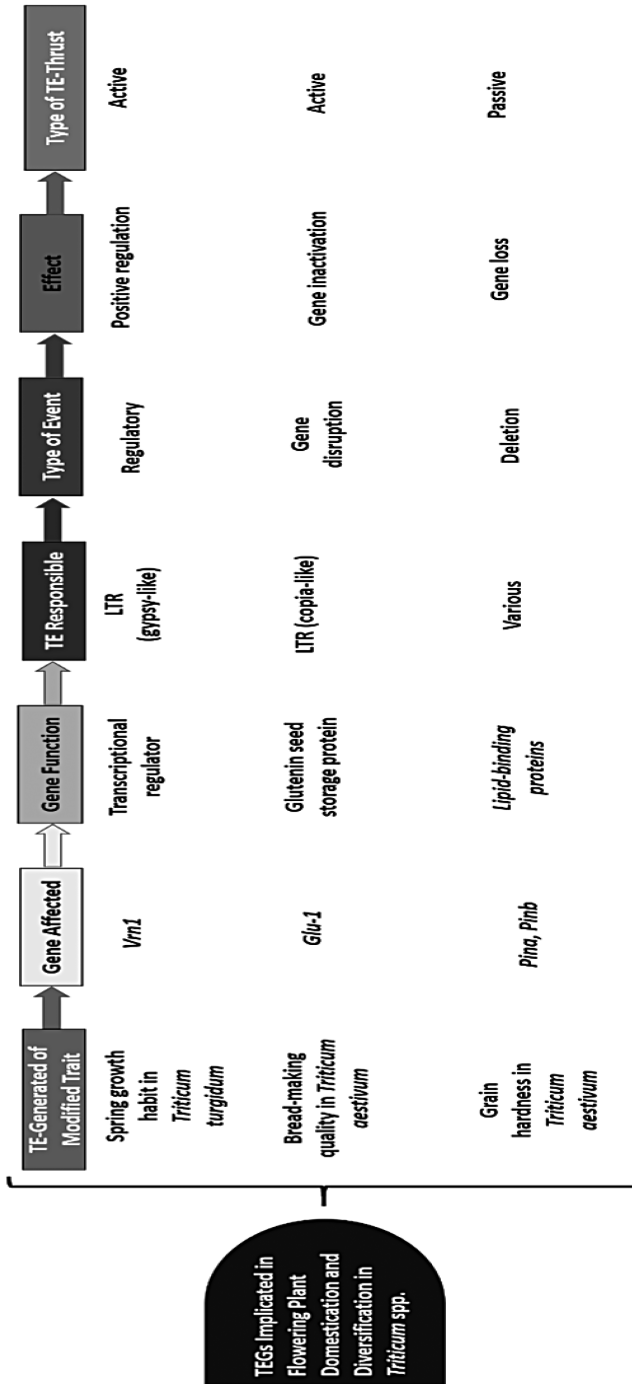 TEGs Implicated in
Flowering Plant
Domestication and
Diversification in
Triticum spp.
TE-Generated of
Modified Trait
Gene Affected
Gene Function
TE Responsible
Type of Event
Effect
Type of TE-Thrust
Spring growth
habit in
Triticum
turgidum
Vrn1
Transcriptional
regulator
LTR
(gypsy-like)
Regulatory
Positive regulation
Active
Bread-making
quality in Triticum
aestivum
Glu-1
Glutenin seed
storage protein
LTR (copia-like)
Gene
disruption
Gene inactivation
Active
Grain
hardness in
Triticum
aestivum
Pina, Pinb
Lipid-binding
proteins
Various
Deletion
Gene loss
Passive